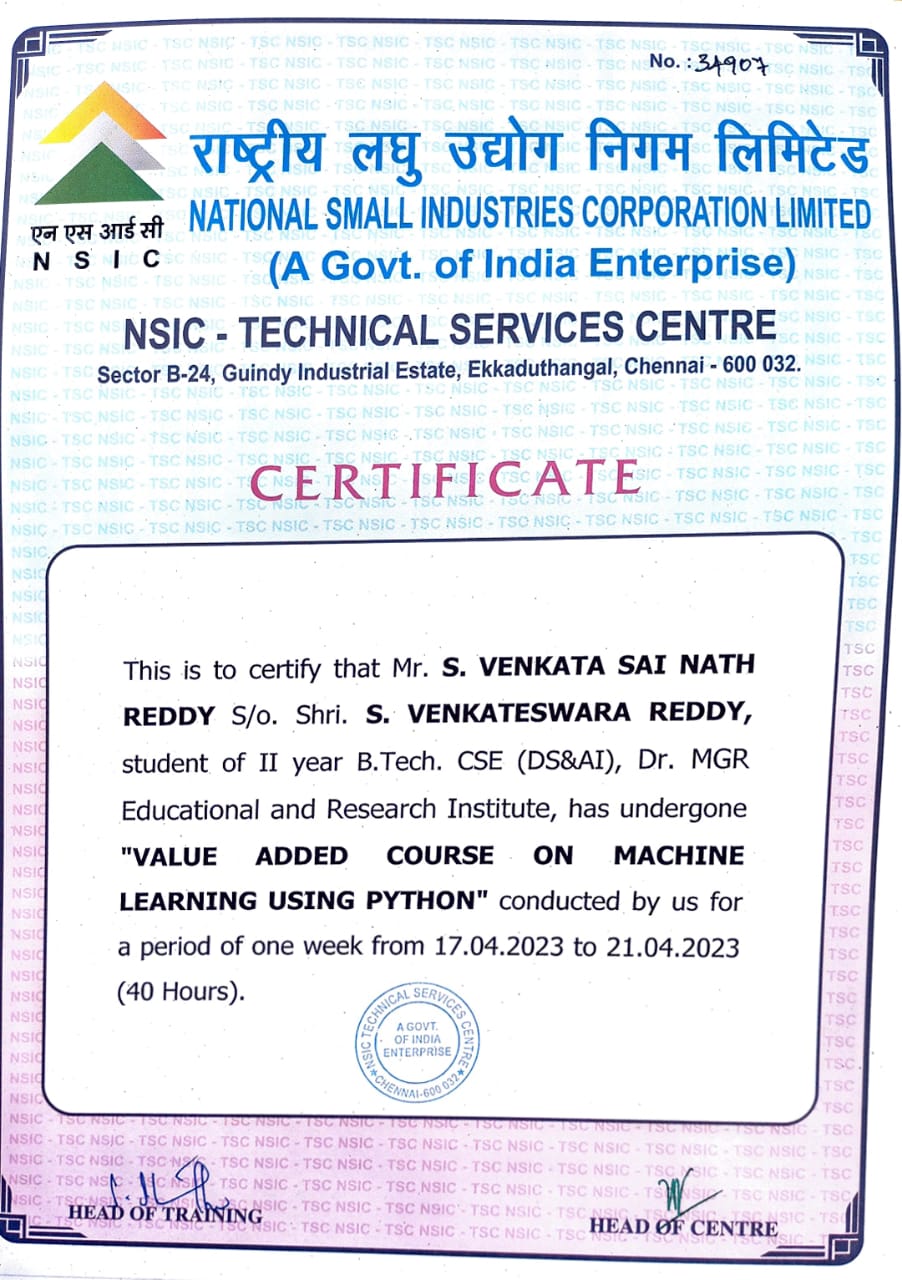 No. : 34907
राष्ट्रीय लघु उद्योग निगम लिमिटेड
NATIONAL SMALL INDUSTRIES CORPORATION LIMITED
एन एस आई सी
N S I C
(A Govt. of India Enterprise)
NSIC - TECHNICAL SERVICES CENTRE
Sector B-24, Guindy Industrial Estate, Ekkaduthangal, Chennai - 600 032.
CERTIFICATE
This is to certify that Mr. S. VENKATA SAI NATH
REDDY S/o. Shri. S. VENKATESWARA REDDY,
student of II year B.Tech. CSE (DS&AI), Dr. MGR
Educational and Research Institute, has undergone
"VALUE ADDED COURSE ON MACHINE
LEARNING USING PYTHON" conducted by us for
a period of one week from 17.04.2023 to 21.04.2023
(40 Hours).
NSIC TECHNICAL SERVICES CENTRE
A GOVT.
OF INDIA
ENTERPRISE
CHENNAI-600 032
HEAD OF TRAINING
HEAD OF CENTRE